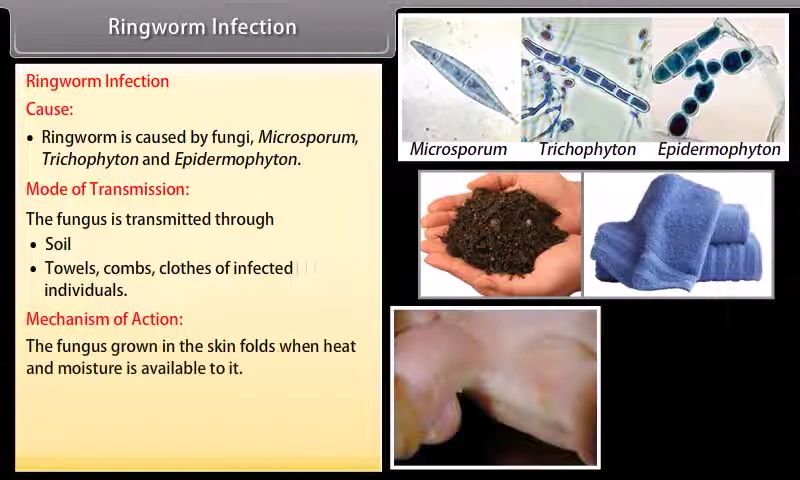 Ringworm Infection
Ringworm Infection
Cause:
• Ringworm is caused by fungi, Microsporum,
Trichophyton and Epidermophyton.
Mode of Transmission:
The fungus is transmitted through
• Soil
• Towels, combs, clothes of infected
individuals.
Mechanism of Action:
The fungus grown in the skin folds when heat
and moisture is available to it.
Microsporum Trichophyton Epidermophyton